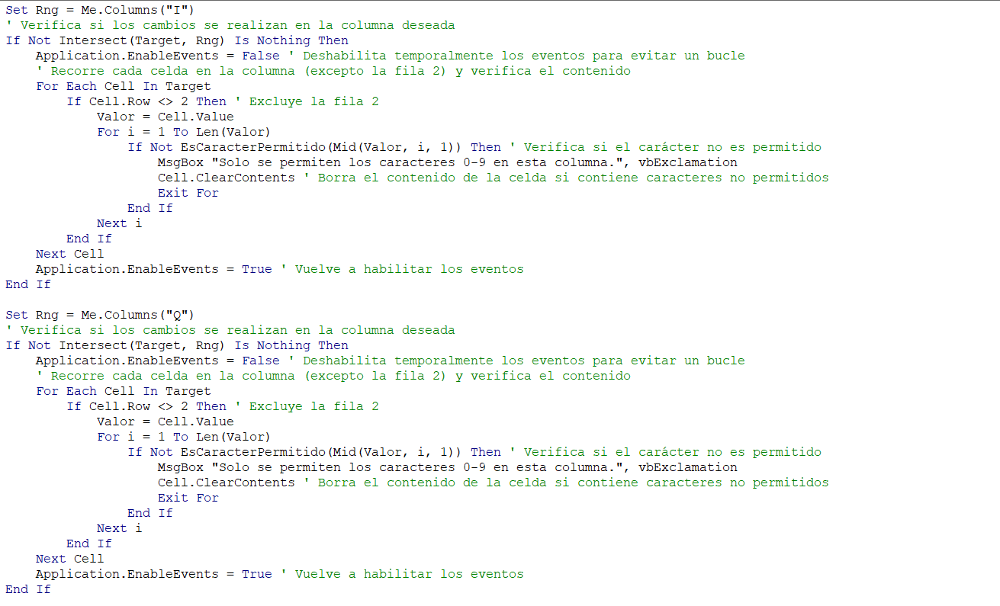 Set Rng = Me.Columns("I")
' Verifica si los cambios se realizan en la columna deseada
If Not Intersect(Target, Rng) Is Nothing Then
    Application.EnableEvents = False ' Deshabilita temporalmente los eventos para evitar un bucle
    ' Recorre cada celda en la columna (excepto la fila 2) y verifica el contenido
    For Each Cell In Target
        If Cell.Row <> 2 Then ' Excluye la fila 2
            Valor = Cell.Value
            For i = 1 To Len(Valor)
                If Not EsCaracterPermitido(Mid(Valor, i, 1)) Then ' Verifica si el carácter no es permitido
                    MsgBox "Solo se permiten los caracteres 0-9 en esta columna.", vbExclamation
                    Cell.ClearContents ' Borra el contenido de la celda si contiene caracteres no permitidos
                    Exit For
                End If
            Next i
        End If
    Next Cell
    Application.EnableEvents = True ' Vuelve a habilitar los eventos
End If

Set Rng = Me.Columns("Q")
' Verifica si los cambios se realizan en la columna deseada
If Not Intersect(Target, Rng) Is Nothing Then
    Application.EnableEvents = False ' Deshabilita temporalmente los eventos para evitar un bucle
    ' Recorre cada celda en la columna (excepto la fila 2) y verifica el contenido
    For Each Cell In Target
        If Cell.Row <> 2 Then ' Excluye la fila 2
            Valor = Cell.Value
            For i = 1 To Len(Valor)
                If Not EsCaracterPermitido(Mid(Valor, i, 1)) Then ' Verifica si el carácter no es permitido
                    MsgBox "Solo se permiten los caracteres 0-9 en esta columna.", vbExclamation
                    Cell.ClearContents ' Borra el contenido de la celda si contiene caracteres no permitidos
                    Exit For
                End If
            Next i
        End If
    Next Cell
    Application.EnableEvents = True ' Vuelve a habilitar los eventos
End If